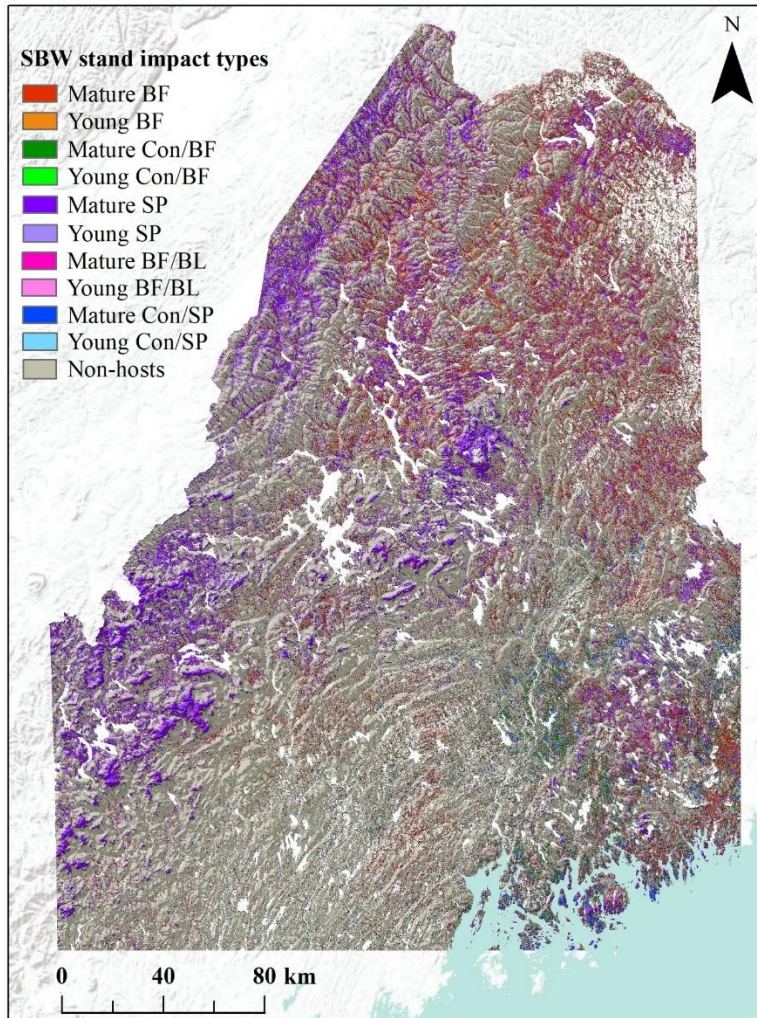 N
SBW stand impact types
Mature BF
Young BF
Mature Con/BF
Young Con/BF
Mature SP
Young SP
Mature BF/BL
Young BF/BL
Mature Con/SP
Young Con/SP
Non-hosts
0 40 80 km